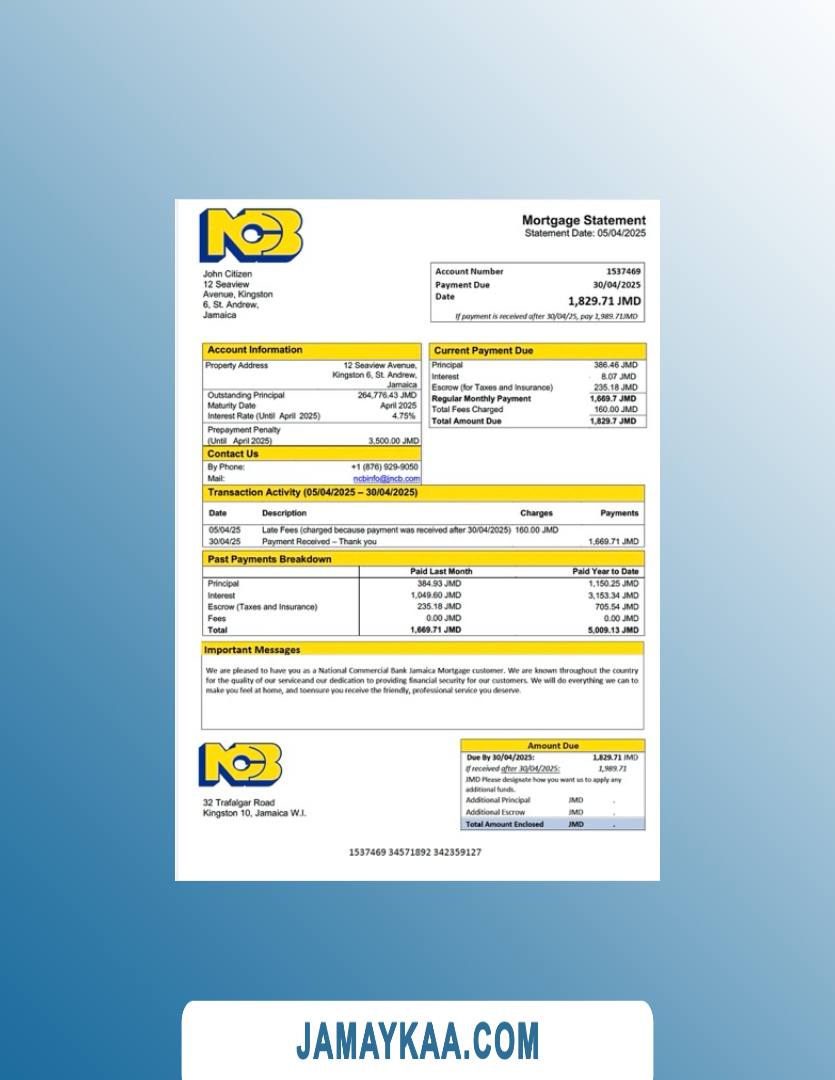 NCB
Mortgage Statement
Statement Date: 05/04/2025
John Citizen
12 Seaview
Avenue, Kingston
6, St. Andrew,
Jamaica
Account Number 1537469
Payment Due 30/04/2025
Date
1,829.71 JMD
If payment is received after 30/04/25, pay 1,989.71JMD
Account Information
Property Address 12 Seaview Avenue,
Kingston 6, St. Andrew,
Jamaica
Outstanding Principal 264,776.43 JMD
Maturity Date April 2025
Interest Rate (Until April 2025) 4.75%
Prepayment Penalty
(Until April 2025) 3,500.00 JMD
Contact Us
By Phone: +1 (876) 929-9050
Mail: ncbinfo@jncb.com
Current Payment Due
Principal 386.46 JMD
Interest 8.07 JMD
Escrow (for Taxes and Insurance) 235.18 JMD
Regular Monthly Payment 1,669.7 JMD
Total Fees Charged 160.00 JMD
Total Amount Due 1,829.7 JMD
Transaction Activity (05/04/2025 – 30/04/2025)
Date Description Charges Payments
05/04/25 Late Fees (charged because payment was received after 30/04/2025) 160.00 JMD
30/04/25 Payment Received – Thank you 1,669.71 JMD
Past Payments Breakdown
Paid Last Month Paid Year to Date
Principal 384.93 JMD 1,150.25 JMD
Interest 1,049.60 JMD 3,153.34 JMD
Escrow (Taxes and Insurance) 235.18 JMD 705.54 JMD
Fees 0.00 JMD 0.00 JMD
Total 1,669.71 JMD 5,009.13 JMD
Important Messages
We are pleased to have you as a National Commercial Bank Jamaica Mortgage customer. We are known throughout the country
for the quality of our serviceand our dedication to providing financial security for our customers. We will do everything we can to
make you feel at home, and toensure you receive the friendly, professional service you deserve.
NCB
32 Trafalgar Road
Kingston 10, Jamaica W.I.
Amount Due
Due By 30/04/2025: 1,829.71 JMD
If received after 30/04/2025: 1,989.71
JMD Please designate how you want us to apply any
additional funds.
Additional Principal JMD .
Additional Escrow JMD .
Total Amount Enclosed JMD .
1537469 34571892 342359127
JAMAYKAA.COM